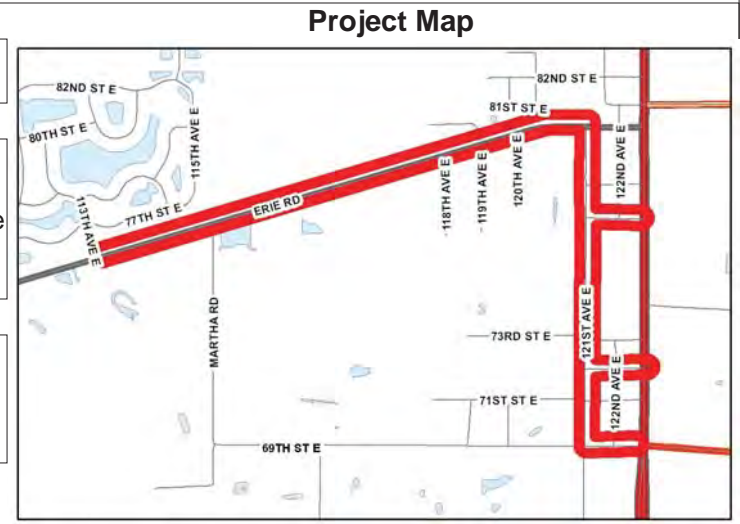 Project Map
82ND ST E
82ND ST E
81ST ST E
80TH ST E
115TH AVE E
122ND AVE E
120TH AVE E
119TH AVE E
118TH AVE E
113TH AVE E
77TH ST E
ERIE RD
MARTHA RD
121ST AVE E
73RD ST E
122ND AVE E
71ST ST E
69TH ST E